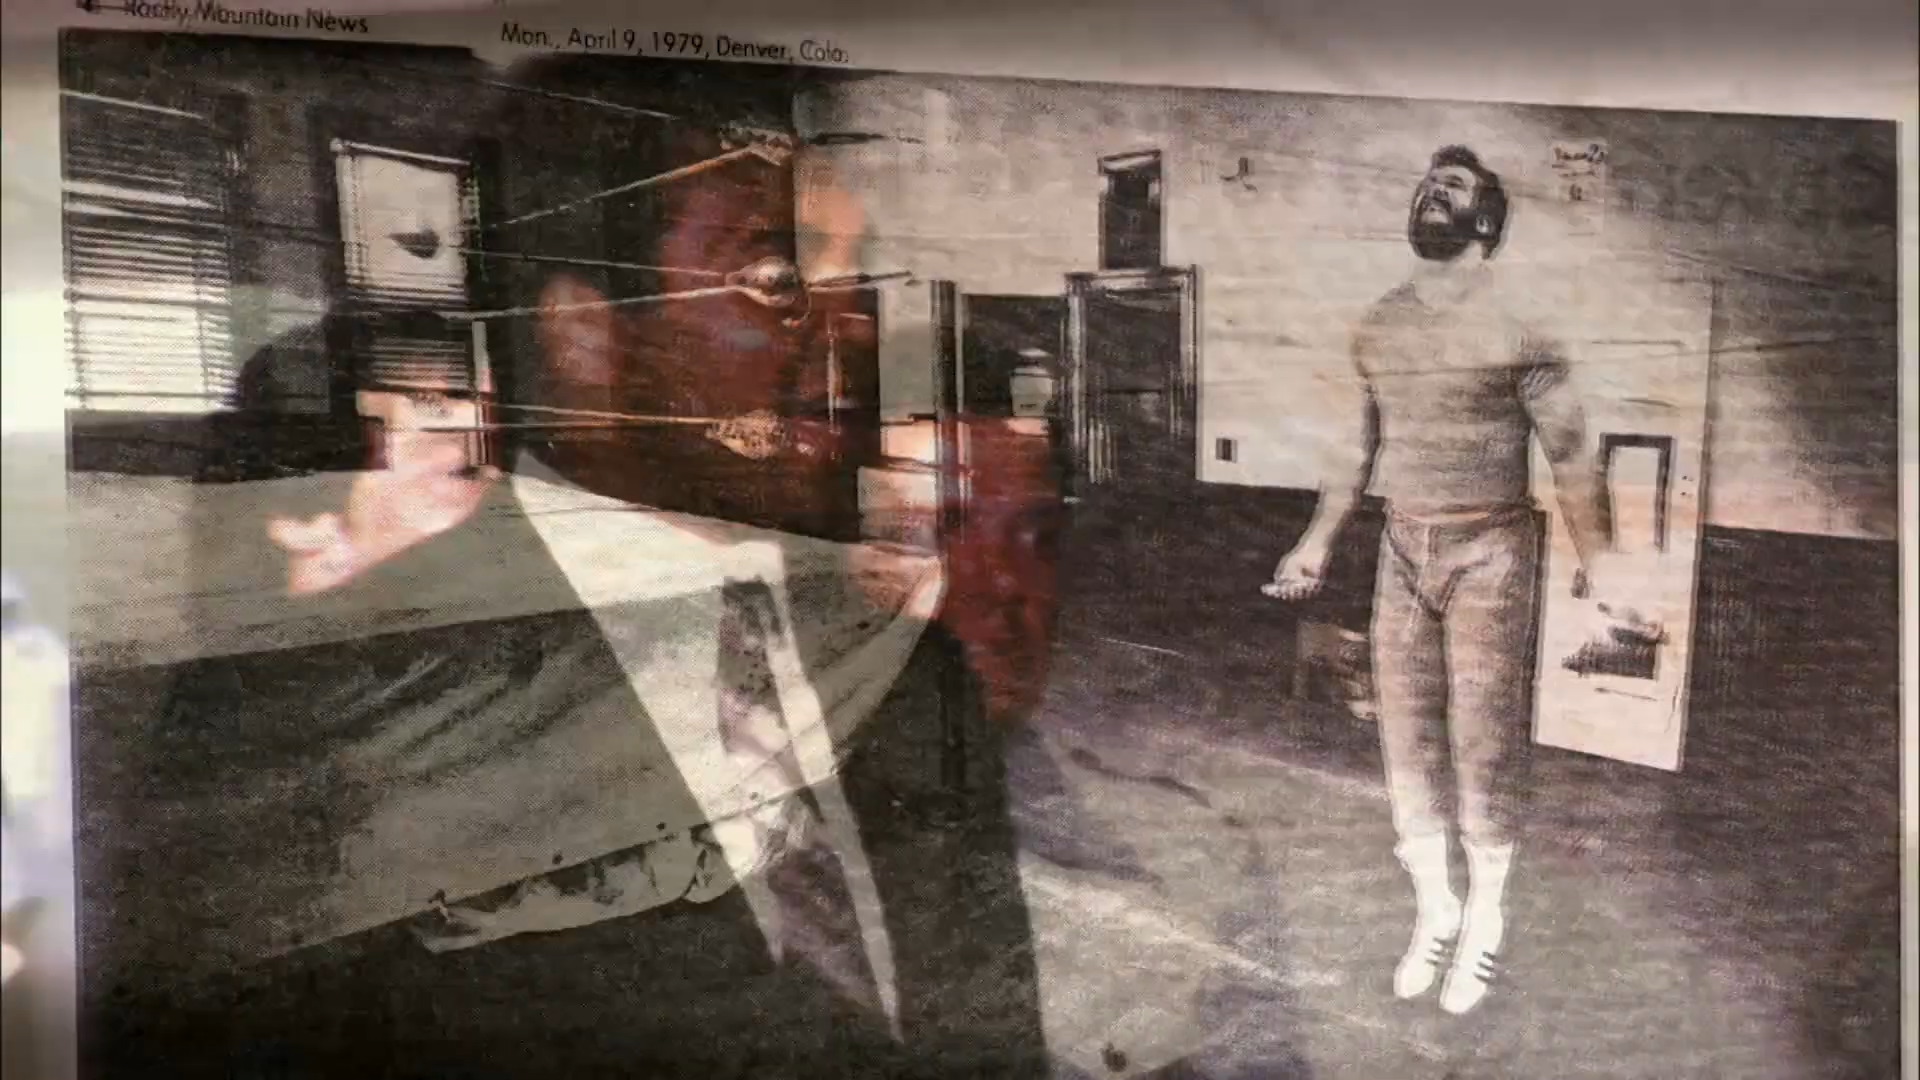 Rocky Mountain News
Mon., April 9, 1979, Denver, Colo.